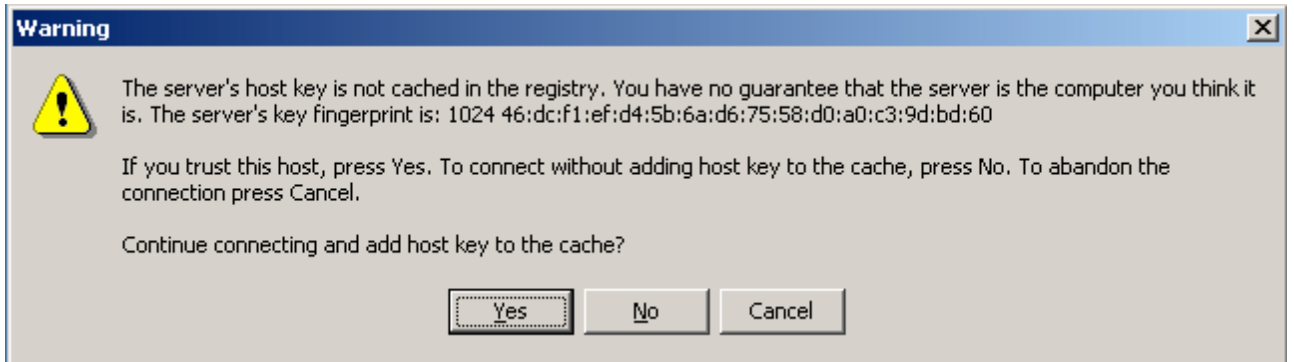 Warning
The server's host key is not cached in the registry. You have no guarantee that the server is the computer you think it
is. The server's key fingerprint is: 1024 46:dc:f1:ef:d4:5b:6a:d6:75:58:d0:a0:c3:9d:bd:60
If you trust this host, press Yes. To connect without adding host key to the cache, press No. To abandon the
connection press Cancel.
Continue connecting and add host key to the cache?
Yes No Cancel